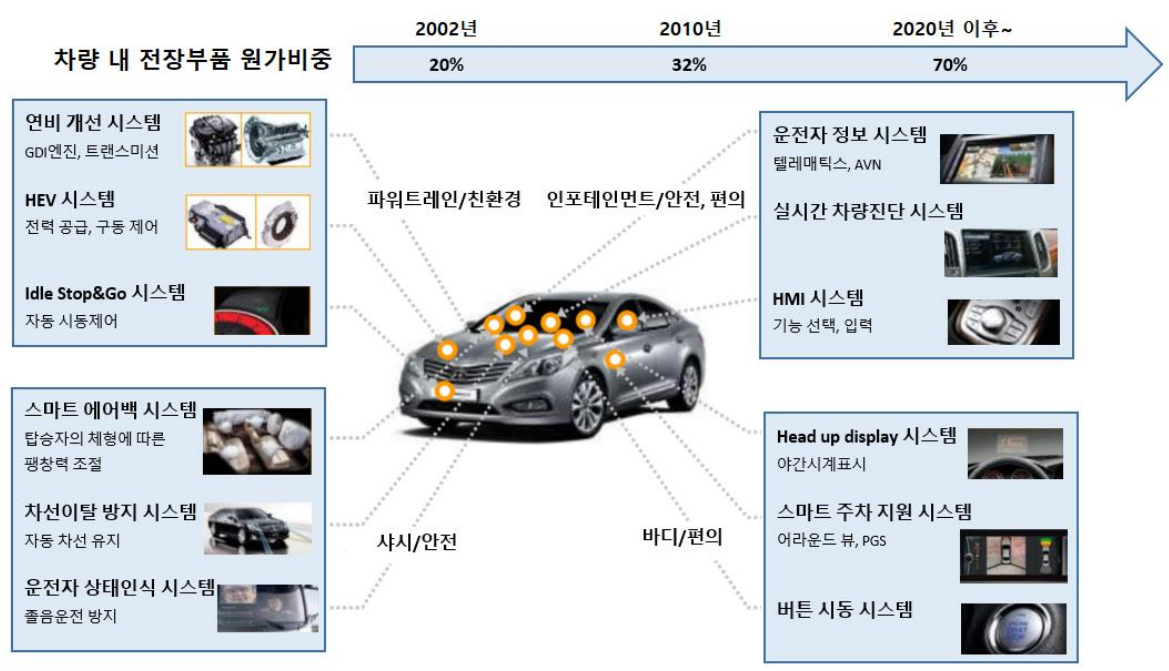 2002년
2010년
2020년 이후~
차량 내 전장부품 원가비중
20%
32%
70%
연비 개선 시스템
GDI엔진, 트랜스미션
HEV 시스템
전력 공급, 구동 제어
Idle Stop&Go 시스템
자동 시동제어
파워트레인/친환경
인포테인먼트/안전, 편의
운전자 정보 시스템
텔레매틱스, AVN
실시간 차량진단 시스템
HMI 시스템
기능 선택, 입력
스마트 에어백 시스템
탑승자의 체형에 따른
팽창력 조절
차선이탈 방지 시스템
자동 차선 유지
운전자 상태인식 시스템
졸음운전 방지
샤시/안전
바디/편의
Head up display 시스템
야간시계표시
스마트 주차 지원 시스템
어라운드 뷰, PGS
버튼 시동 시스템